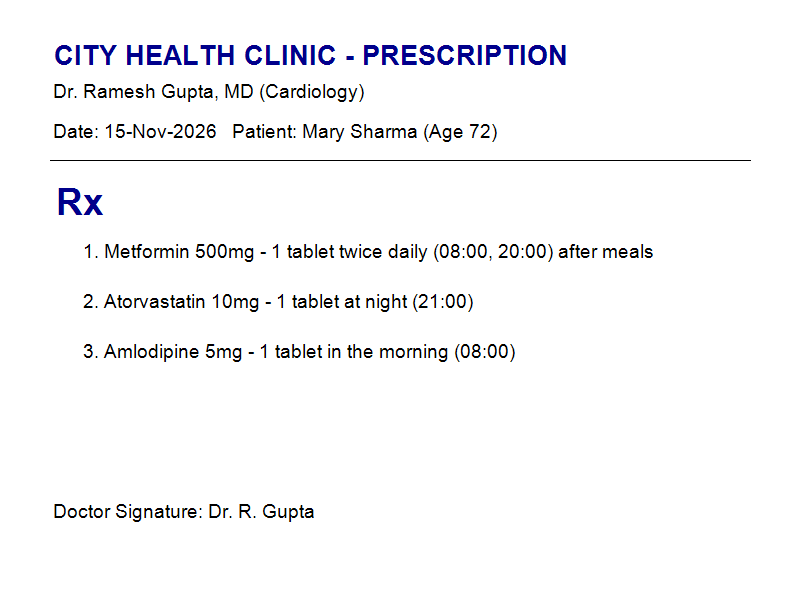 CITY HEALTH CLINIC - PRESCRIPTION
Dr. Ramesh Gupta, MD (Cardiology)
Date: 15-Nov-2026   Patient: Mary Sharma (Age 72)
Rx
1. Metformin 500mg - 1 tablet twice daily (08:00, 20:00) after meals
2. Atorvastatin 10mg - 1 tablet at night (21:00)
3. Amlodipine 5mg - 1 tablet in the morning (08:00)
Doctor Signature: Dr. R. Gupta